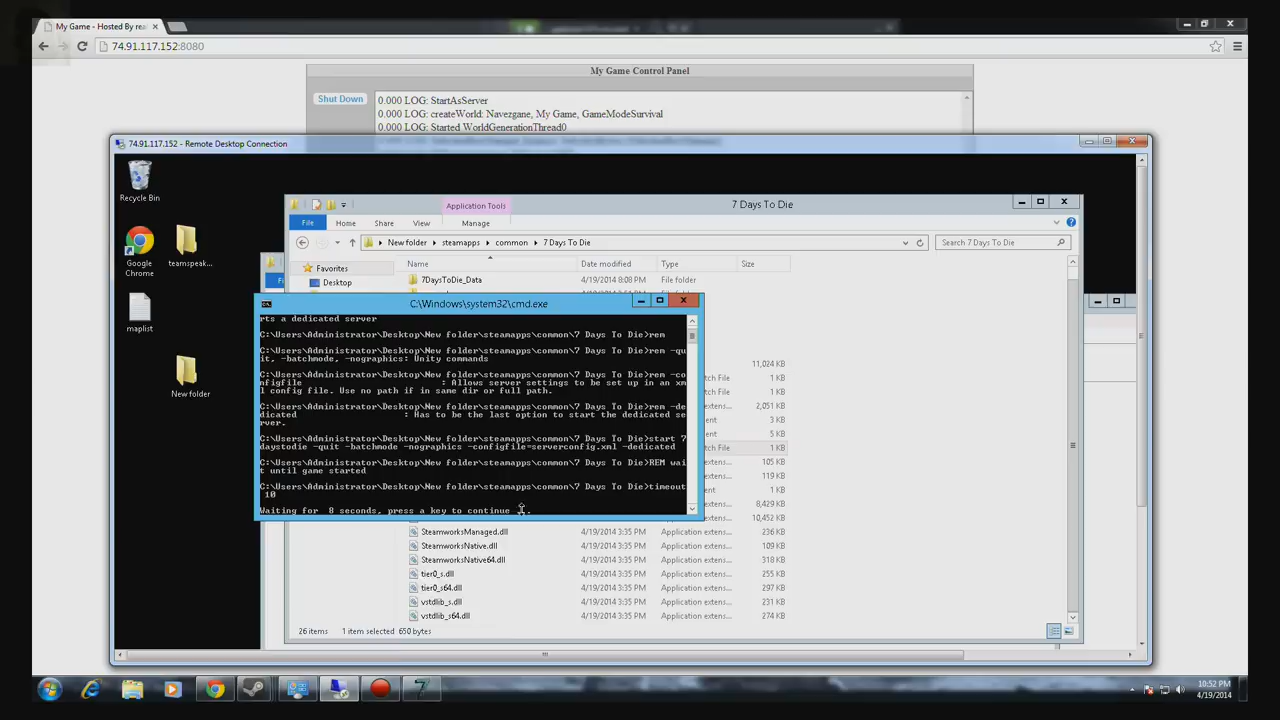 My Game - Hosted By rea
74.91.117.152:8080
My Game Control Panel
Shut Down
0.000 LOG: StartAsServer
0.000 LOG: createWorld: Navezgane, My Game, GameModeSurvival
0.000 LOG: Started WorldGenerationThread0
74.91.117.152 - Remote Desktop Connection
Recycle Bin
Google Chrome
teamspeak...
maplist
New folder
Application Tools
7 Days To Die
File
Home
Share
View
Manage
New folder
steamapps
common
7 Days To Die
Search 7 Days To Die
Favorites
Desktop
Name
Date modified
Type
Size
7DaysToDie_Data
4/19/2014 8:08 PM
File folder
C:\Windows\system32\cmd.exe
rts a dedicated server
C:\Users\Administrator\Desktop\New folder\steamapps\common\7 Days To Die>rem
C:\Users\Administrator\Desktop\New folder\steamapps\common\7 Days To Die>rem -qu
it, -batchmode, -nographics: Unity commands
C:\Users\Administrator\Desktop\New folder\steamapps\common\7 Days To Die>rem -co
nfigfile : Allows server settings to be set up in an xm
l config file. Use no path if in same dir or full path.
C:\Users\Administrator\Desktop\New folder\steamapps\common\7 Days To Die>rem -de
dicated : Has to be the last option to start the dedicated se
rver.
C:\Users\Administrator\Desktop\New folder\steamapps\common\7 Days To Die>start 7
daystodie -quit -batchmode -nographics -configfile=serverconfig.xml -dedicated
C:\Users\Administrator\Desktop\New folder\steamapps\common\7 Days To Die>REM wai
t until game started
C:\Users\Administrator\Desktop\New folder\steamapps\common\7 Days To Die>timeout
10
Waiting for 8 seconds, press a key to continue ...
11,024 KB
tch File 1 KB
extens... 2,051 KB
ent 3 KB
ent 5 KB
tch File 1 KB
extens... 105 KB
extens... 119 KB
on 1 KB
extens... 8,429 KB
extens... 10,452 KB
SteamworksManaged.dll 4/19/2014 3:35 PM Application extens... 236 KB
SteamworksNative.dll 4/19/2014 3:35 PM Application extens... 109 KB
SteamworksNative64.dll 4/19/2014 3:35 PM Application extens... 318 KB
tier0_s.dll 4/19/2014 3:35 PM Application extens... 255 KB
tier0_s64.dll 4/19/2014 3:35 PM Application extens... 297 KB
vstdlib_s.dll 4/19/2014 3:35 PM Application extens... 231 KB
vstdlib_s64.dll 4/19/2014 3:35 PM Application extens... 274 KB
26 items
1 item selected 650 bytes
10:52 PM
4/19/2014